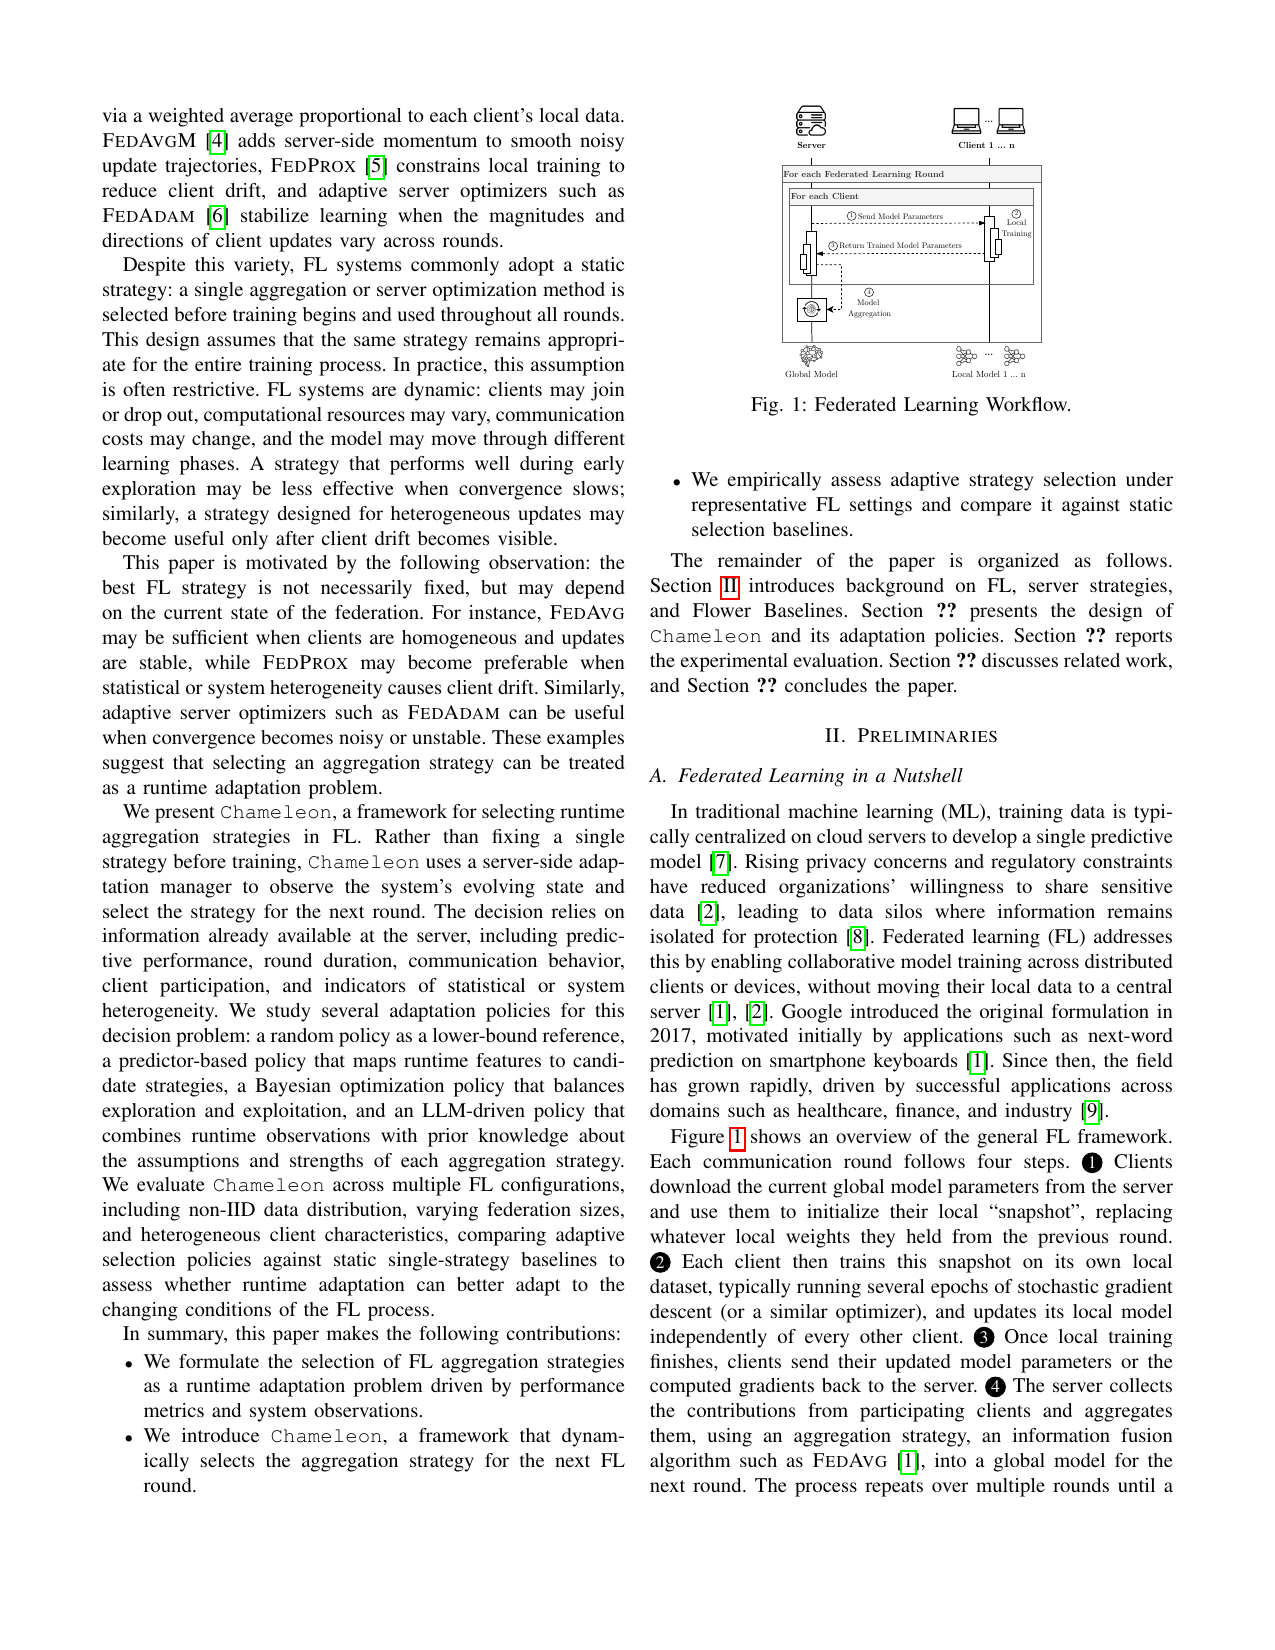 via a weighted average proportional to each client's local data.
FEDAVGM [4] adds server-side momentum to smooth noisy
update trajectories, FEDPROX [5] constrains local training to
reduce client drift, and adaptive server optimizers such as
FEDADAM [6] stabilize learning when the magnitudes and
directions of client updates vary across rounds.
Despite this variety, FL systems commonly adopt a static
strategy: a single aggregation or server optimization method is
selected before training begins and used throughout all rounds.
This design assumes that the same strategy remains appropri-
ate for the entire training process. In practice, this assumption
is often restrictive. FL systems are dynamic: clients may join
or drop out, computational resources may vary, communication
costs may change, and the model may move through different
learning phases. A strategy that performs well during early
exploration may be less effective when convergence slows;
similarly, a strategy designed for heterogeneous updates may
become useful only after client drift becomes visible.
This paper is motivated by the following observation: the
best FL strategy is not necessarily fixed, but may depend
on the current state of the federation. For instance, FEDAVG
may be sufficient when clients are homogeneous and updates
are stable, while FEDPROX may become preferable when
statistical or system heterogeneity causes client drift. Similarly,
adaptive server optimizers such as FEDADAM can be useful
when convergence becomes noisy or unstable. These examples
suggest that selecting an aggregation strategy can be treated
as a runtime adaptation problem.
We present Chameleon, a framework for selecting runtime
aggregation strategies in FL. Rather than fixing a single
strategy before training, Chameleon uses a server-side adap-
tation manager to observe the system's evolving state and
select the strategy for the next round. The decision relies on
information already available at the server, including predic-
tive performance, round duration, communication behavior,
client participation, and indicators of statistical or system
heterogeneity. We study several adaptation policies for this
decision problem: a random policy as a lower-bound reference,
a predictor-based policy that maps runtime features to candi-
date strategies, a Bayesian optimization policy that balances
exploration and exploitation, and an LLM-driven policy that
combines runtime observations with prior knowledge about
the assumptions and strengths of each aggregation strategy.
We evaluate Chameleon across multiple FL configurations,
including non-IID data distribution, varying federation sizes,
and heterogeneous client characteristics, comparing adaptive
selection policies against static single-strategy baselines to
assess whether runtime adaptation can better adapt to the
changing conditions of the FL process.
In summary, this paper makes the following contributions:
• We formulate the selection of FL aggregation strategies
as a runtime adaptation problem driven by performance
metrics and system observations.
• We introduce Chameleon, a framework that dynam-
ically selects the aggregation strategy for the next FL
round.
Server
... 
Client 1 ... n
For each Federated Learning Round
For each Client
① Send Model Parameters
② Local
Training
③ Return Trained Model Parameters
④ Model
Aggregation
...
Global Model
Local Model 1 ... n
Fig. 1: Federated Learning Workflow.
• We empirically assess adaptive strategy selection under
representative FL settings and compare it against static
selection baselines.
The remainder of the paper is organized as follows.
Section II introduces background on FL, server strategies,
and Flower Baselines. Section ?? presents the design of
Chameleon and its adaptation policies. Section ?? reports
the experimental evaluation. Section ?? discusses related work,
and Section ?? concludes the paper.
II. PRELIMINARIES
A. Federated Learning in a Nutshell
In traditional machine learning (ML), training data is typi-
cally centralized on cloud servers to develop a single predictive
model [7]. Rising privacy concerns and regulatory constraints
have reduced organizations' willingness to share sensitive
data [2], leading to data silos where information remains
isolated for protection [8]. Federated learning (FL) addresses
this by enabling collaborative model training across distributed
clients or devices, without moving their local data to a central
server [1], [2]. Google introduced the original formulation in
2017, motivated initially by applications such as next-word
prediction on smartphone keyboards [1]. Since then, the field
has grown rapidly, driven by successful applications across
domains such as healthcare, finance, and industry [9].
Figure 1 shows an overview of the general FL framework.
Each communication round follows four steps. ❶ Clients
download the current global model parameters from the server
and use them to initialize their local “snapshot”, replacing
whatever local weights they held from the previous round.
❷ Each client then trains this snapshot on its own local
dataset, typically running several epochs of stochastic gradient
descent (or a similar optimizer), and updates its local model
independently of every other client. ❸ Once local training
finishes, clients send their updated model parameters or the
computed gradients back to the server. ❹ The server collects
the contributions from participating clients and aggregates
them, using an aggregation strategy, an information fusion
algorithm such as FEDAVG [1], into a global model for the
next round. The process repeats over multiple rounds until a